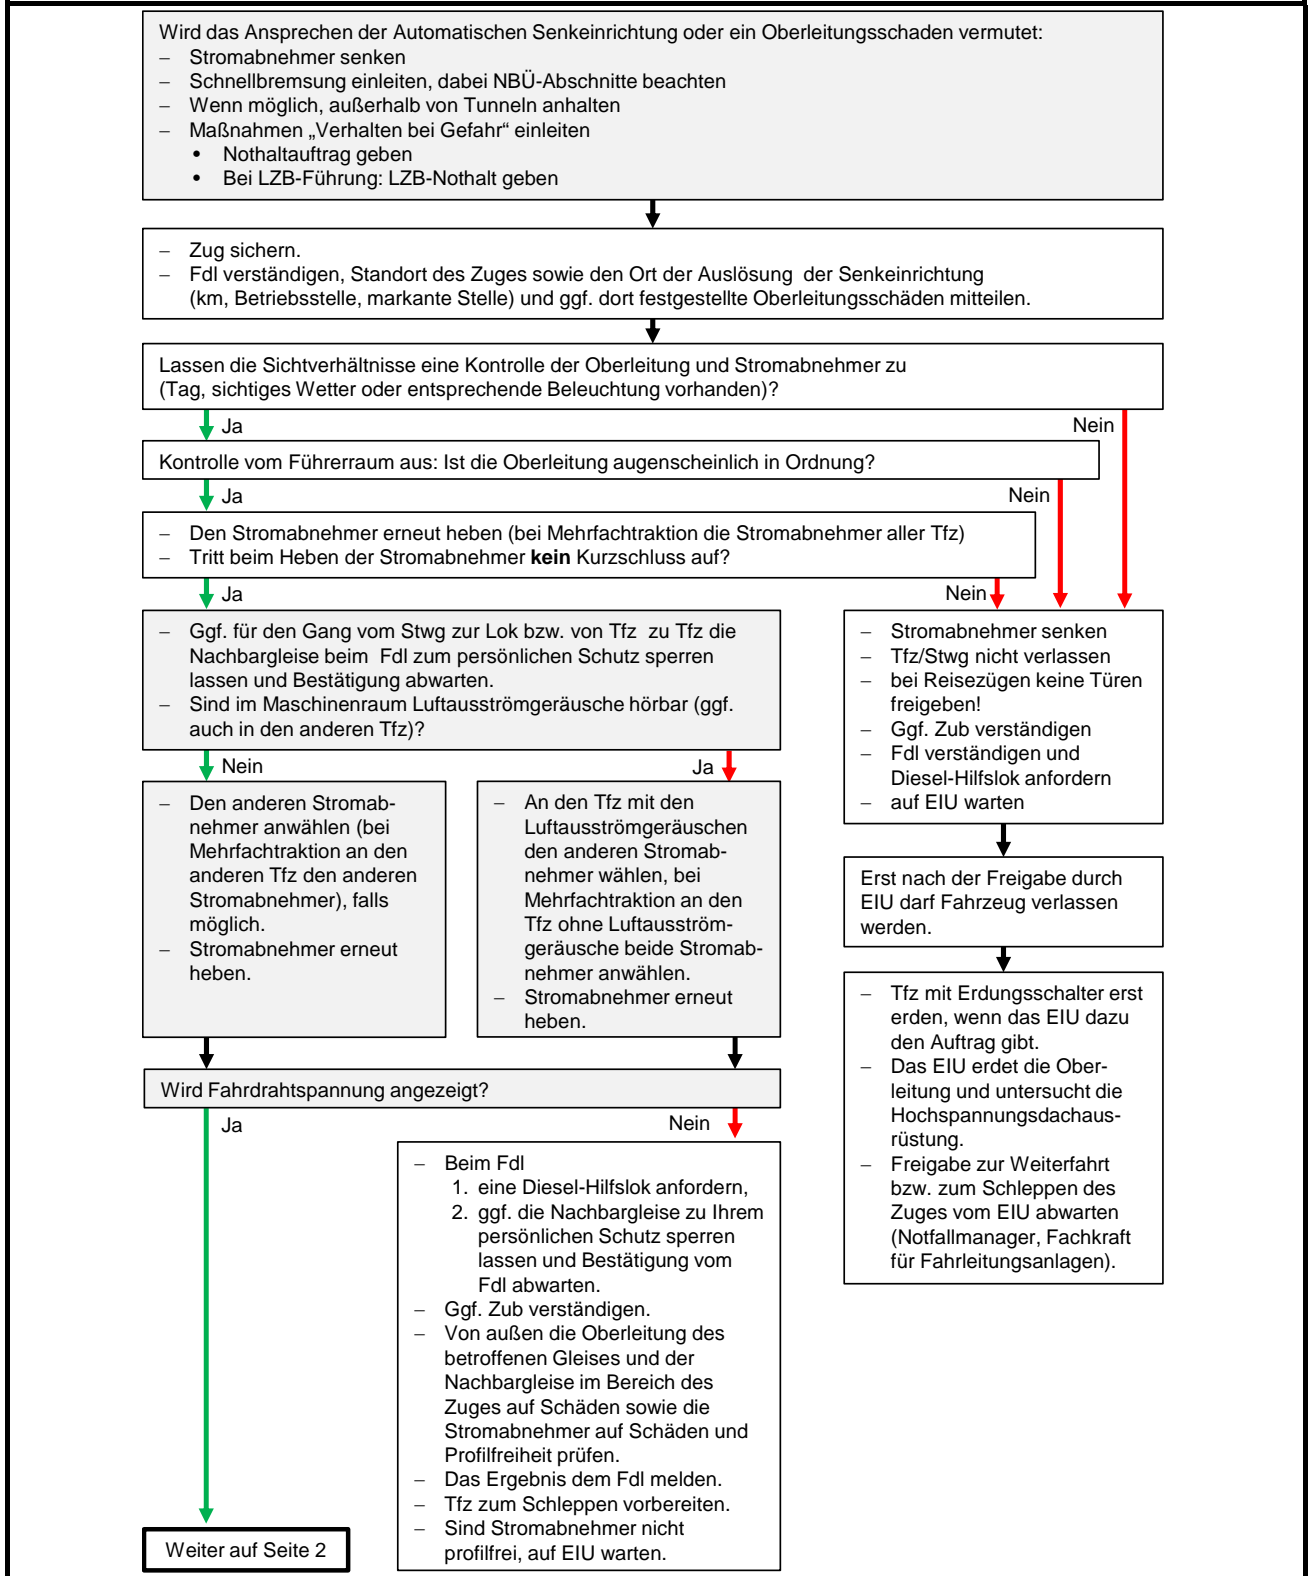 Wird das Ansprechen der Automatischen Senkeinrichtung oder ein Oberleitungsschaden vermutet:
– Stromabnehmer senken
– Schnellbremsung einleiten, dabei NBÜ-Abschnitte beachten
– Wenn möglich, außerhalb von Tunneln anhalten
– Maßnahmen „Verhalten bei Gefahr“ einleiten
• Nothaltauftrag geben
• Bei LZB-Führung: LZB-Nothalt geben
– Zug sichern.
– Fdl verständigen, Standort des Zuges sowie den Ort der Auslösung der Senkeinrichtung
(km, Betriebsstelle, markante Stelle) und ggf. dort festgestellte Oberleitungsschäden mitteilen.
Lassen die Sichtverhältnisse eine Kontrolle der Oberleitung und Stromabnehmer zu
(Tag, sichtiges Wetter oder entsprechende Beleuchtung vorhanden)?
Ja
Nein
Kontrolle vom Führerraum aus: Ist die Oberleitung augenscheinlich in Ordnung?
Ja
Nein
– Den Stromabnehmer erneut heben (bei Mehrfachtraktion die Stromabnehmer aller Tfz)
– Tritt beim Heben der Stromabnehmer kein Kurzschluss auf?
Ja
Nein
– Ggf. für den Gang vom Stwg zur Lok bzw. von Tfz zu Tfz die
Nachbargleise beim Fdl zum persönlichen Schutz sperren
lassen und Bestätigung abwarten.
– Sind im Maschinenraum Luftausströmgeräusche hörbar (ggf.
auch in den anderen Tfz)?
Nein
Ja
– Den anderen Stromab-
nehmer anwählen (bei
Mehrfachtraktion an den
anderen Tfz den anderen
Stromabnehmer), falls
möglich.
– Stromabnehmer erneut
heben.
– An den Tfz mit den
Luftausströmgeräuschen
den anderen Stromab-
nehmer wählen, bei
Mehrfachtraktion an den
Tfz ohne Luftausström-
geräusche beide Stromab-
nehmer anwählen.
– Stromabnehmer erneut
heben.
– Stromabnehmer senken
– Tfz/Stwg nicht verlassen
– bei Reisezügen keine Türen
freigeben!
– Ggf. Zub verständigen
– Fdl verständigen und
Diesel-Hilfslok anfordern
– auf EIU warten
Erst nach der Freigabe durch
EIU darf Fahrzeug verlassen
werden.
– Tfz mit Erdungsschalter erst
erden, wenn das EIU dazu
den Auftrag gibt.
– Das EIU erdet die Ober-
leitung und untersucht die
Hochspannungsdachaus-
rüstung.
– Freigabe zur Weiterfahrt
bzw. zum Schleppen des
Zuges vom EIU abwarten
(Notfallmanager, Fachkraft
für Fahrleitungsanlagen).
Wird Fahrdrahtspannung angezeigt?
Ja
Nein
– Beim Fdl
1. eine Diesel-Hilfslok anfordern,
2. ggf. die Nachbargleise zu Ihrem
persönlichen Schutz sperren
lassen und Bestätigung vom
Fdl abwarten.
– Ggf. Zub verständigen.
– Von außen die Oberleitung des
betroffenen Gleises und der
Nachbargleise im Bereich des
Zuges auf Schäden sowie die
Stromabnehmer auf Schäden und
Profilfreiheit prüfen.
– Das Ergebnis dem Fdl melden.
– Tfz zum Schleppen vorbereiten.
– Sind Stromabnehmer nicht
profilfrei, auf EIU warten.
Weiter auf Seite 2